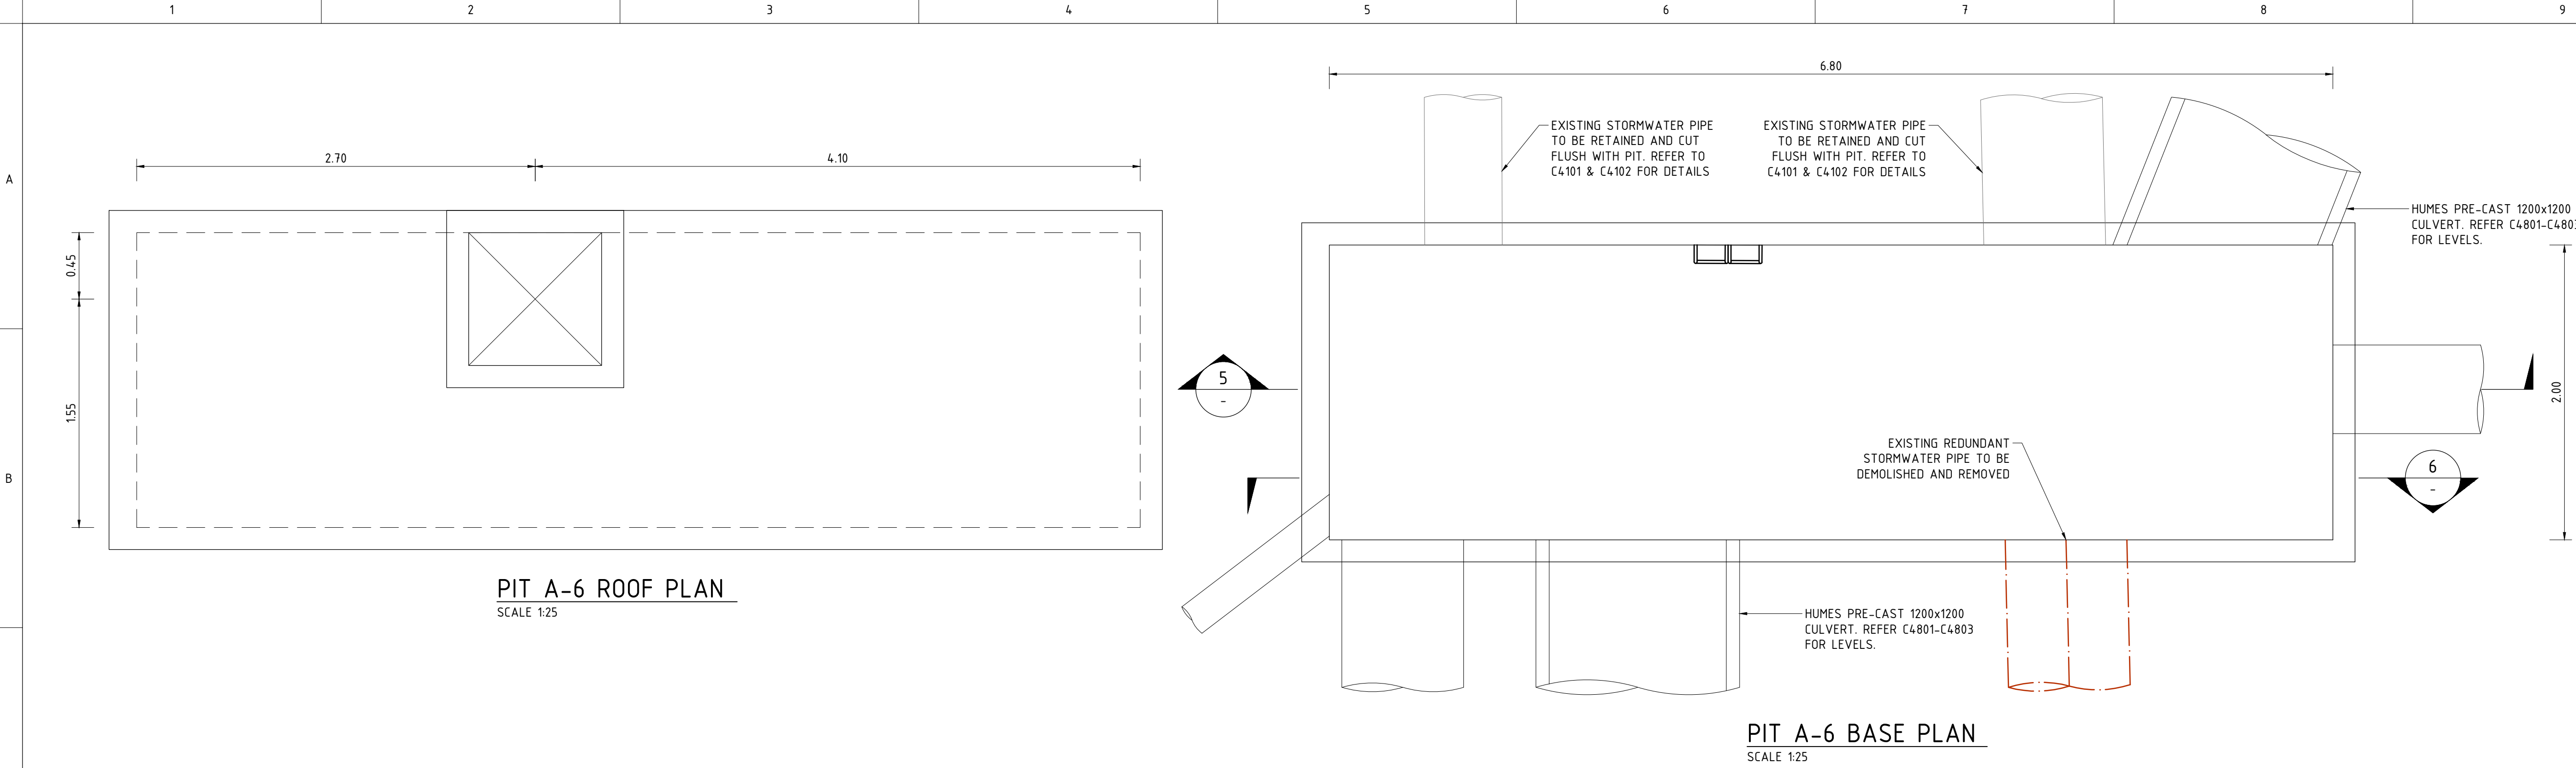 1 2 3 4 5 6 7 8 9
A
B
2.70
4.10
0.45
1.55
PIT A-6 ROOF PLAN
SCALE 1:25
6.80
EXISTING STORMWATER PIPE
TO BE RETAINED AND CUT
FLUSH WITH PIT. REFER TO
C4101 & C4102 FOR DETAILS
EXISTING STORMWATER PIPE
TO BE RETAINED AND CUT
FLUSH WITH PIT. REFER TO
C4101 & C4102 FOR DETAILS
HUMES PRE-CAST 1200x1200
CULVERT. REFER C4801-C4803
FOR LEVELS.
5
-
2.00
EXISTING REDUNDANT
STORMWATER PIPE TO BE
DEMOLISHED AND REMOVED
6
-
HUMES PRE-CAST 1200x1200
CULVERT. REFER C4801-C4803
FOR LEVELS.
PIT A-6 BASE PLAN
SCALE 1:25